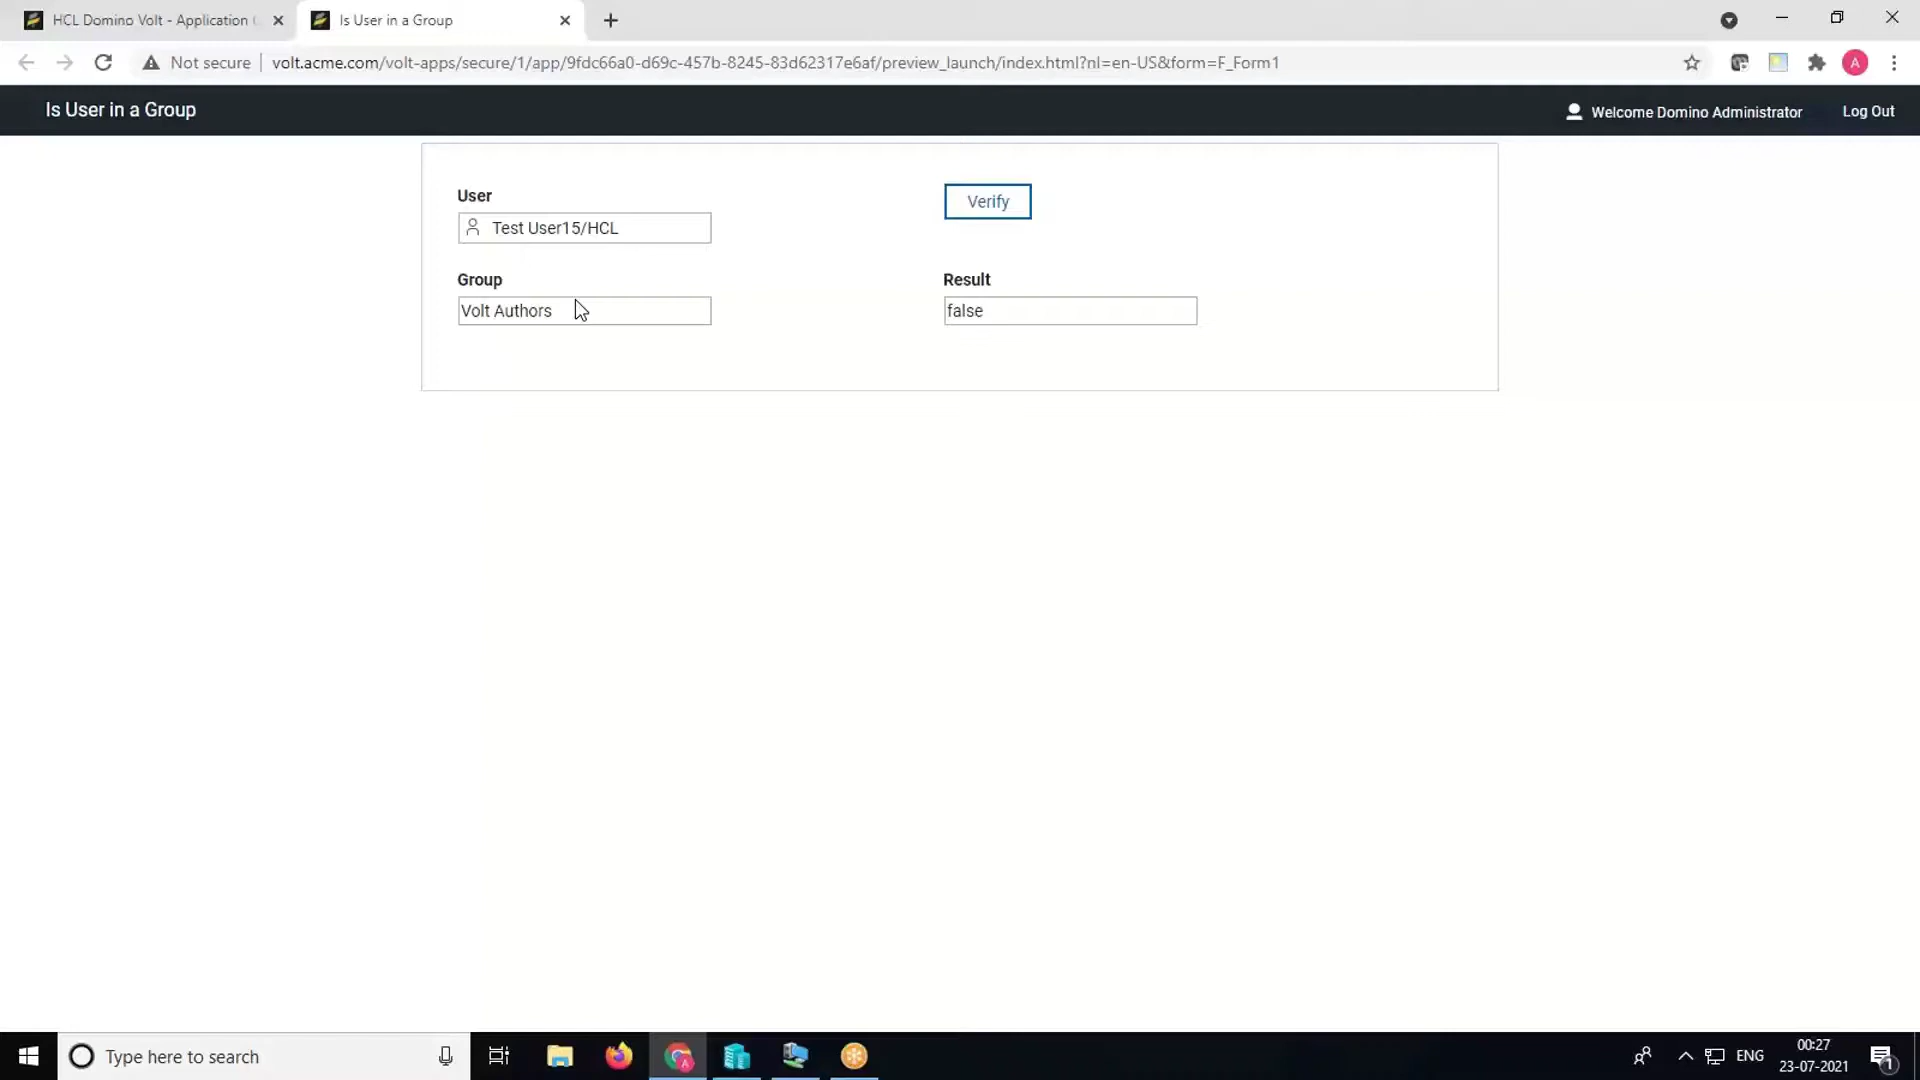 HCL Domino Volt - Application
Is User in a Group
Not secure
volt.acme.com/volt-apps/secure/1/app/9fdc66a0-d69c-457b-8245-83d62317e6af/preview_launch/index.html?nl=en-US&form=F_Form1
A
Is User in a Group
Welcome Domino Administrator
Log Out
User
Verify
Test User15/HCL
Group
Result
Volt Authors
false
Type here to search
A
ENG
00:27
23-07-2021
1